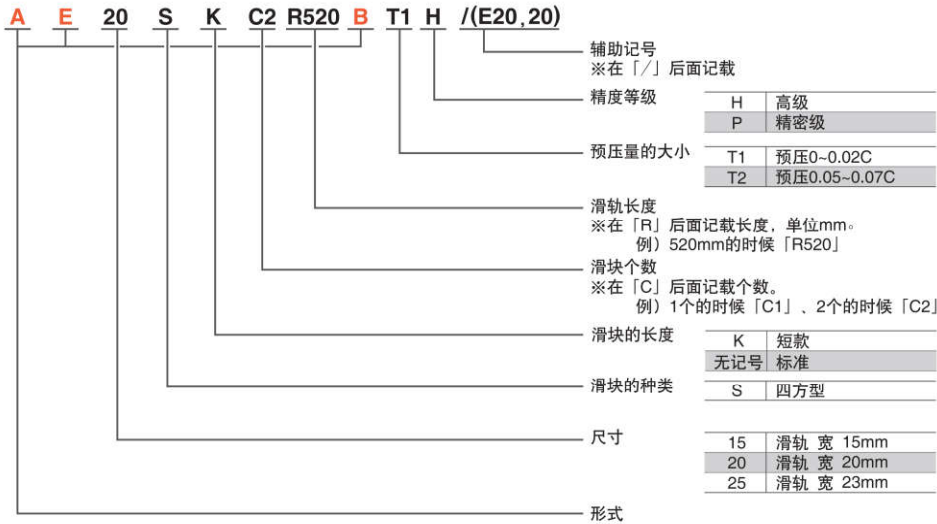 A E 20 S K C2 R520 B T1 H /(E20,20)
辅助记号
※在「/」后面记载
精度等级
H 高级
P 精密级
预压量的大小
T1 预压0~0.02C
T2 预压0.05~0.07C
滑轨长度
※在「R」后面记载长度，单位mm。
例）520mm的时候「R520」
滑块个数
※在「C」后面记载个数。
例）1个的时候「C1」、2个的时候「C2」
滑块的长度
K 短款
无记号 标准
滑块的种类
S 四方型
尺寸
15 滑轨 宽 15mm
20 滑轨 宽 20mm
25 滑轨 宽 23mm
形式